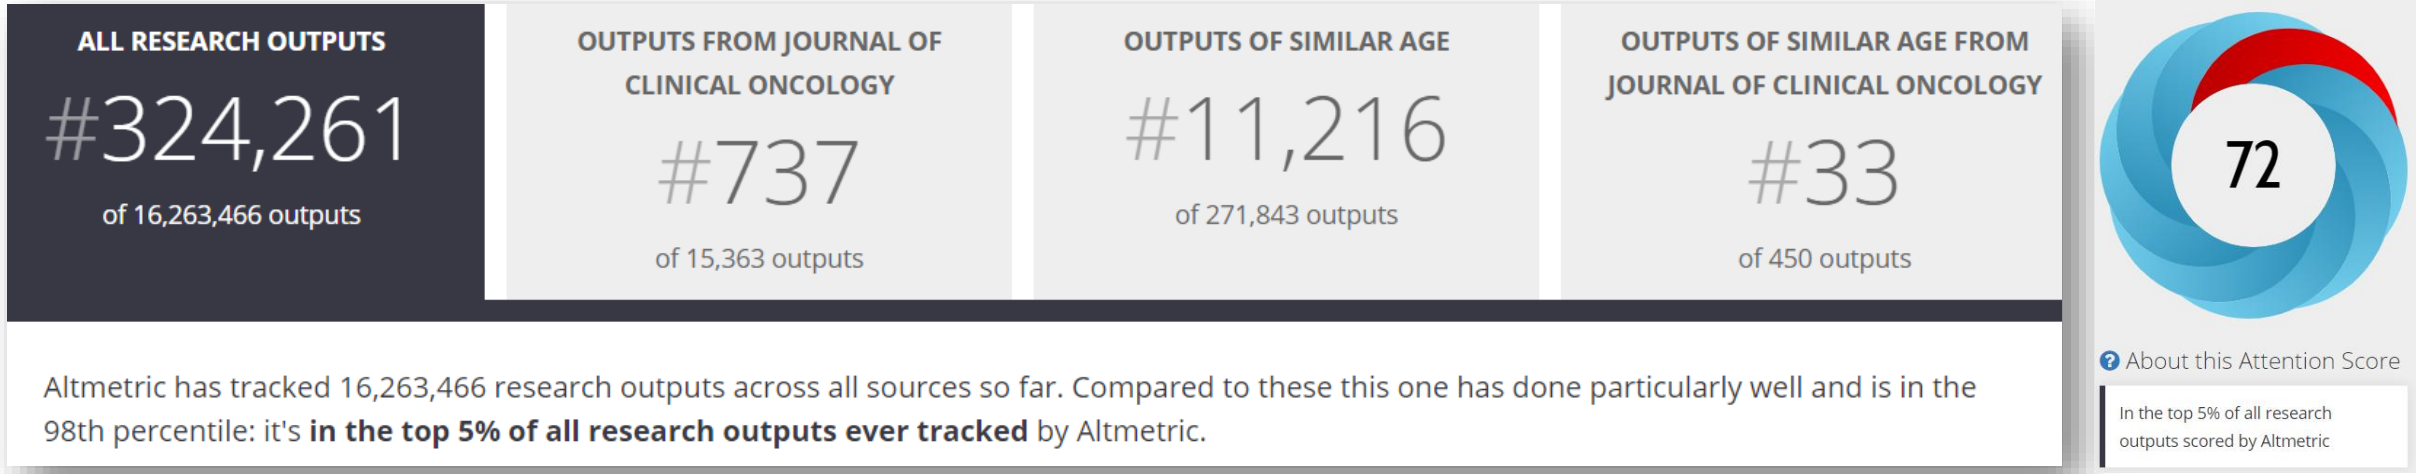 ALL RESEARCH OUTPUTS
#324,261
of 16,263,466 outputs
OUTPUTS FROM JOURNAL OF
CLINICAL ONCOLOGY
#737
of 15,363 outputs
OUTPUTS OF SIMILAR AGE
#11,216
of 271,843 outputs
OUTPUTS OF SIMILAR AGE FROM
JOURNAL OF CLINICAL ONCOLOGY
#33
of 450 outputs
Altmetric has tracked 16,263,466 research outputs across all sources so far. Compared to these this one has done particularly well and is in the
98th percentile: it's in the top 5% of all research outputs ever tracked by Altmetric.
72
? About this Attention Score
In the top 5% of all research
outputs scored by Altmetric